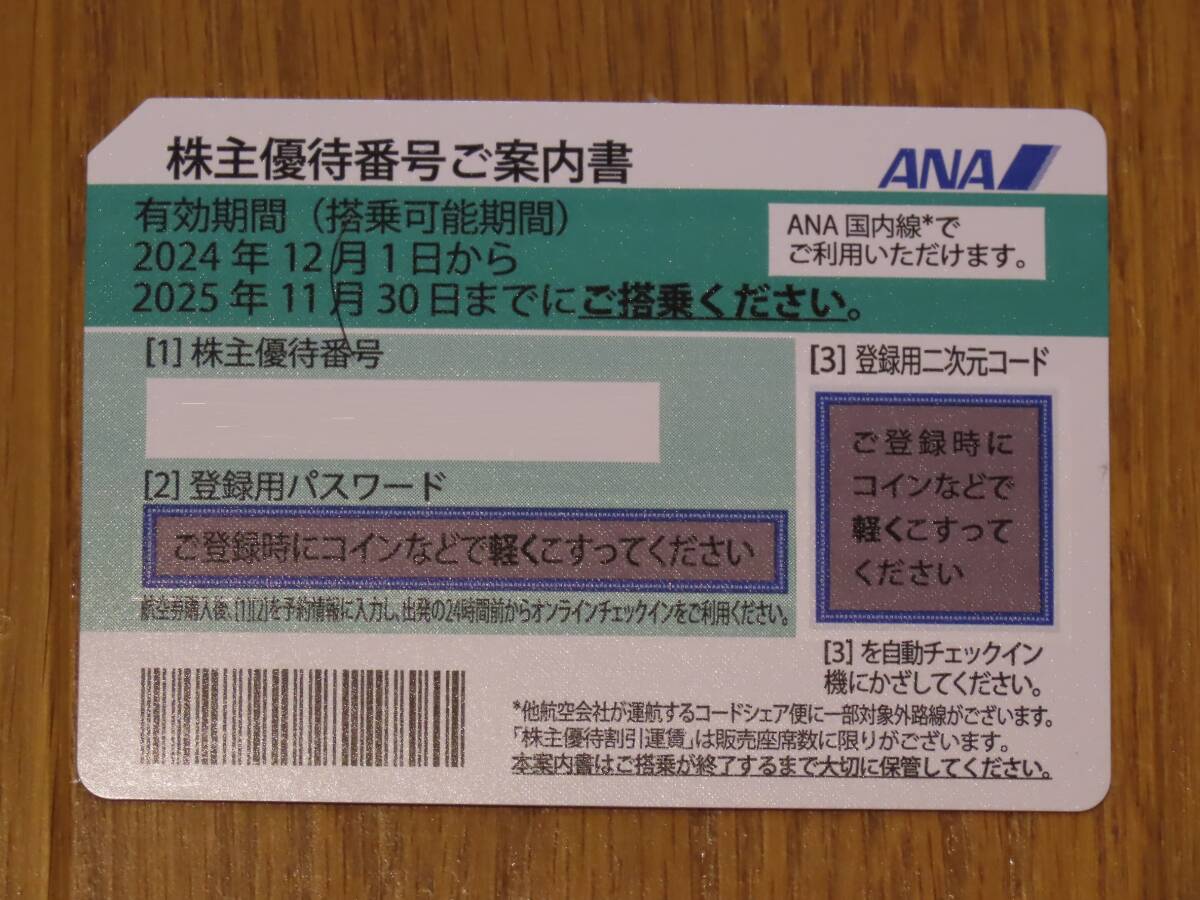 株主優待番号ご案内書
ANA
有効期間（搭乗可能期間）
2024年12月1日から
2025年11月30日までにご搭乗ください。
ANA国内線*で
ご利用いただけます。
[1]株主優待番号
[2]登録用パスワード
ご登録時にコインなどで軽くこすってください
航空券購入後、[1][2]を予約情報に入力し、出発の24時間前からオンラインチェックインをご利用ください。
[3]登録用二次元コード
ご登録時に
コインなどで
軽くこすって
ください
[3]を自動チェックイン
機にかざしてください。
*他航空会社が運航するコードシェア便に一部対象外路線がございます。
「株主優待割引運賃」は販売座席数に限りがございます。
本案内書はご搭乗が終了するまで大切に保管してください。